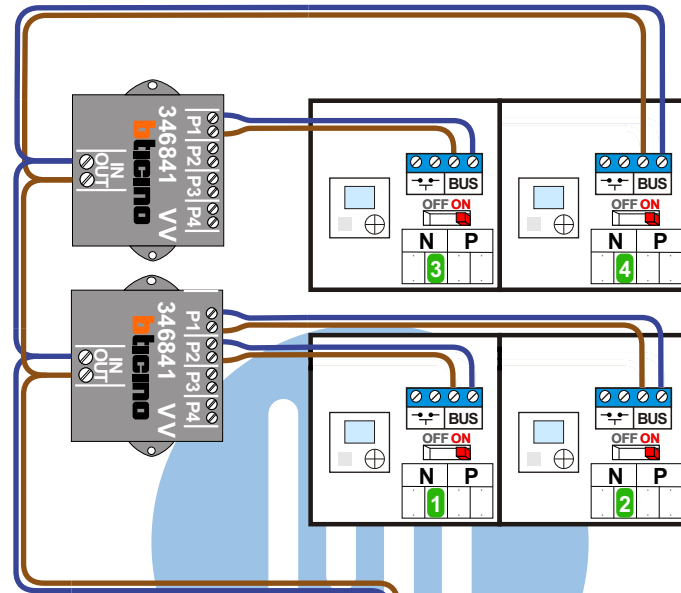 346841
bticino
VV
IN
OUT
P1
P2
P3
P4
BUS
OFF ON
N P
3
BUS
OFF ON
N P
4
346841
bticino
VV
IN
OUT
P1
P2
P3
P4
BUS
OFF ON
N P
1
BUS
OFF ON
N P
2